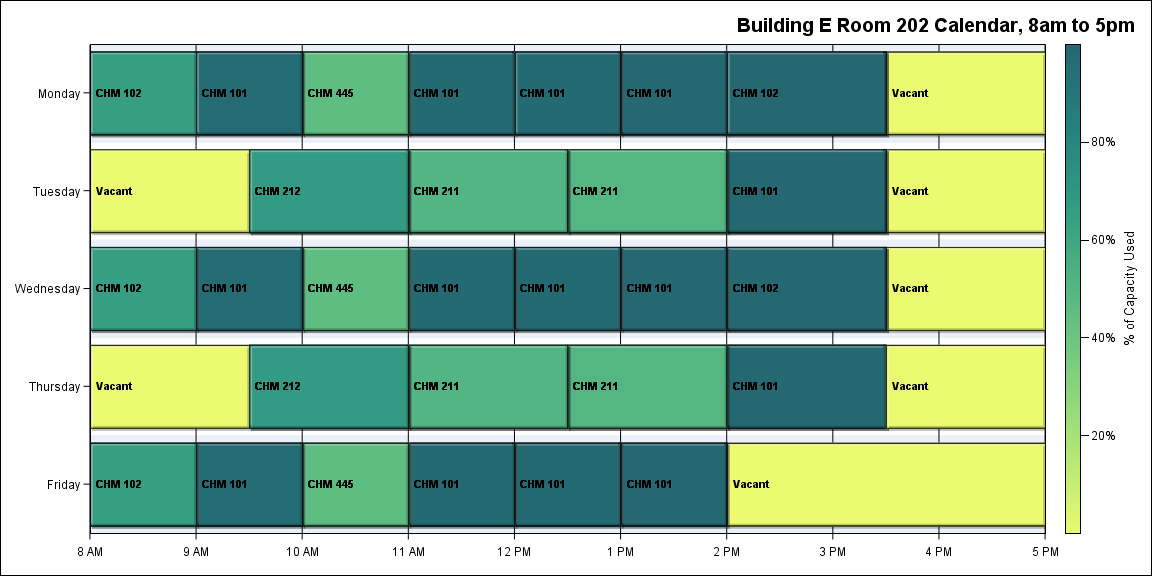 Building E Room 202 Calendar, 8am to 5pm
Monday
CHM 102
CHM 101
CHM 445
CHM 101
CHM 101
CHM 101
CHM 102
Vacant
Tuesday
Vacant
CHM 212
CHM 211
CHM 211
CHM 101
Vacant
Wednesday
CHM 102
CHM 101
CHM 445
CHM 101
CHM 101
CHM 101
CHM 102
Vacant
Thursday
Vacant
CHM 212
CHM 211
CHM 211
CHM 101
Vacant
Friday
CHM 102
CHM 101
CHM 445
CHM 101
CHM 101
CHM 101
Vacant
8 AM
9 AM
10 AM
11 AM
12 PM
1 PM
2 PM
3 PM
4 PM
5 PM
80%
60%
40%
20%
% of Capacity Used